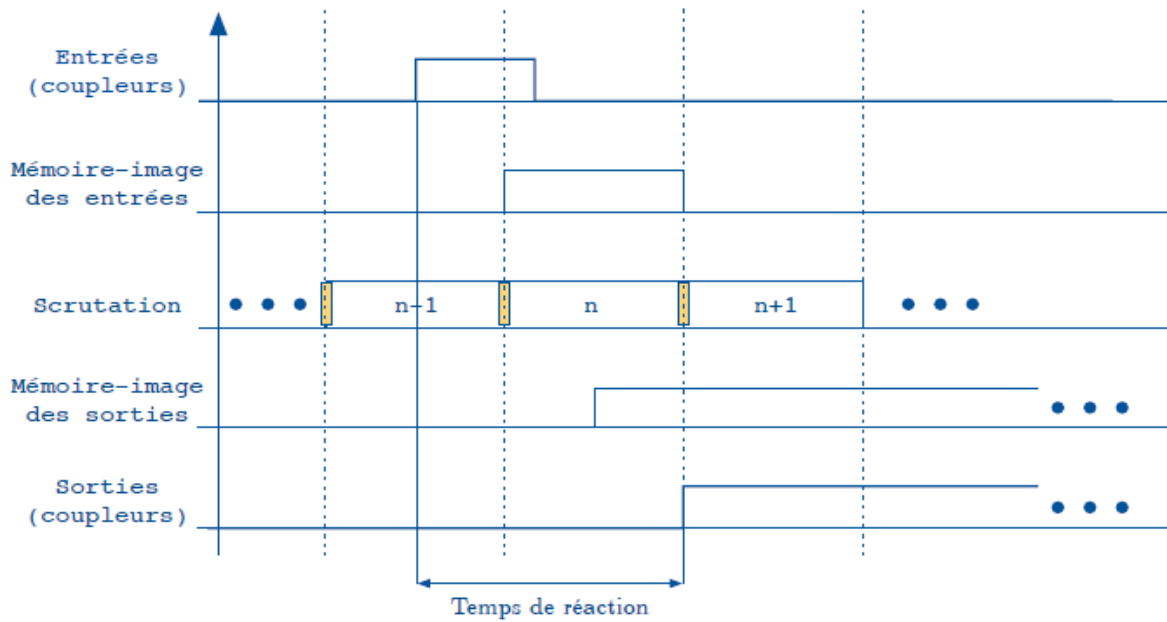 Entrées
(coupleurs)
Mémoire-image
des entrées
Scrutation
n+1
n
n+1
Mémoire-image
des sorties
Sorties
(coupleurs)
Temps de réaction